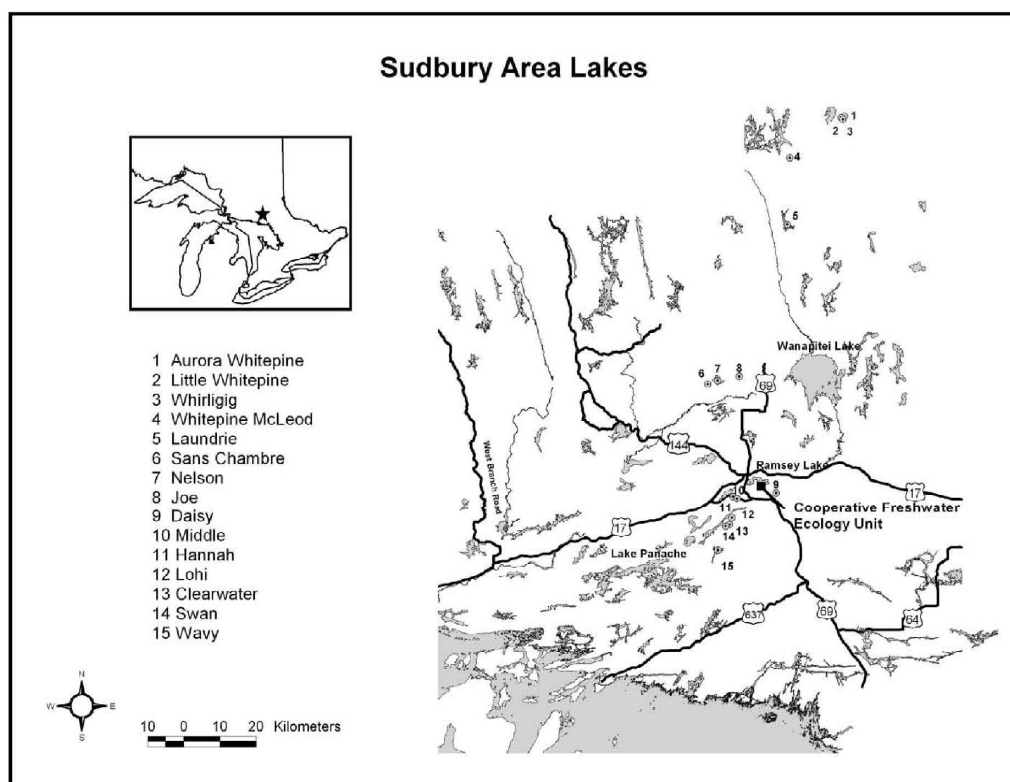 Sudbury Area Lakes
1 Aurora Whitepine
2 Little Whitepine
3 Whirligig
4 Whitepine McLeod
5 Laundrie
6 Sans Chambre
7 Nelson
8 Joe
9 Daisy
10 Middle
11 Hannah
12 Lohi
13 Clearwater
14 Swan
15 Wavy
N
W E
S
10 0 10 20 Kilometers
1
2 3
4
5
Wanapitei Lake
6 7 8
69
144
West Branch Road
Ramsey Lake
9
10
17
11
12
Cooperative Freshwater
Ecology Unit
17
13
14
Lake Panache
15
637
69
64